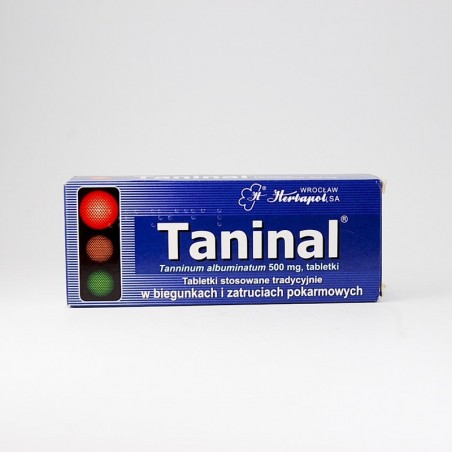 WROCŁAW
Herbapol, SA
Taninal®
Tanninum albuminatum 500 mg, tabletki
Tabletki stosowane tradycyjnie
w biegunkach i zatruciach pokarmowych